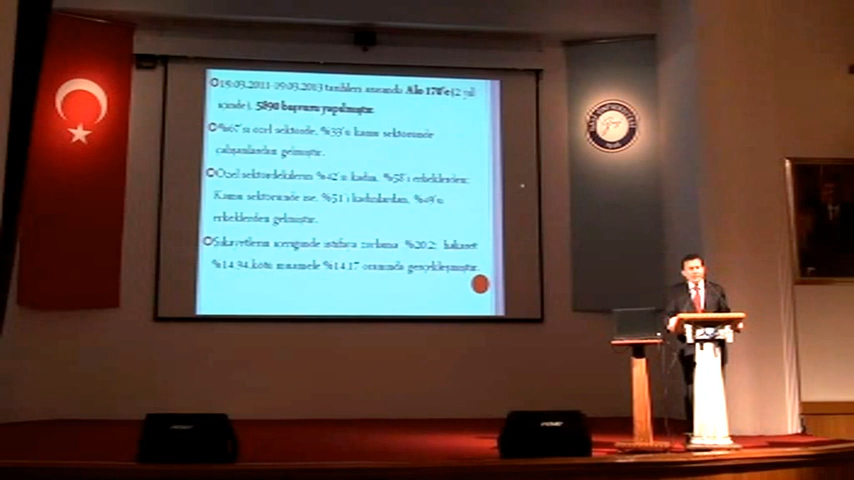 19.03.2011-19.03.2013 tarihleri arasında Alo 170'e (2 yıl
içinde), 5890 başvuru yapılmıştır.
%67'si özel sektörde, %33'ü kamu sektöründe
çalışanlardan gelmiştir.
Özel sektördekilerin %42'si kadın, %58'i erkeklerden;
Kamu sektöründe ise, %51'i kadınlardan, %49'u
erkeklerden gelmiştir.
Şikayetlerin içeriğinde istifaya zorlama %20.2; hakaret
%14.34, kötü muamele %14.17 oranında gerçekleşmiştir.